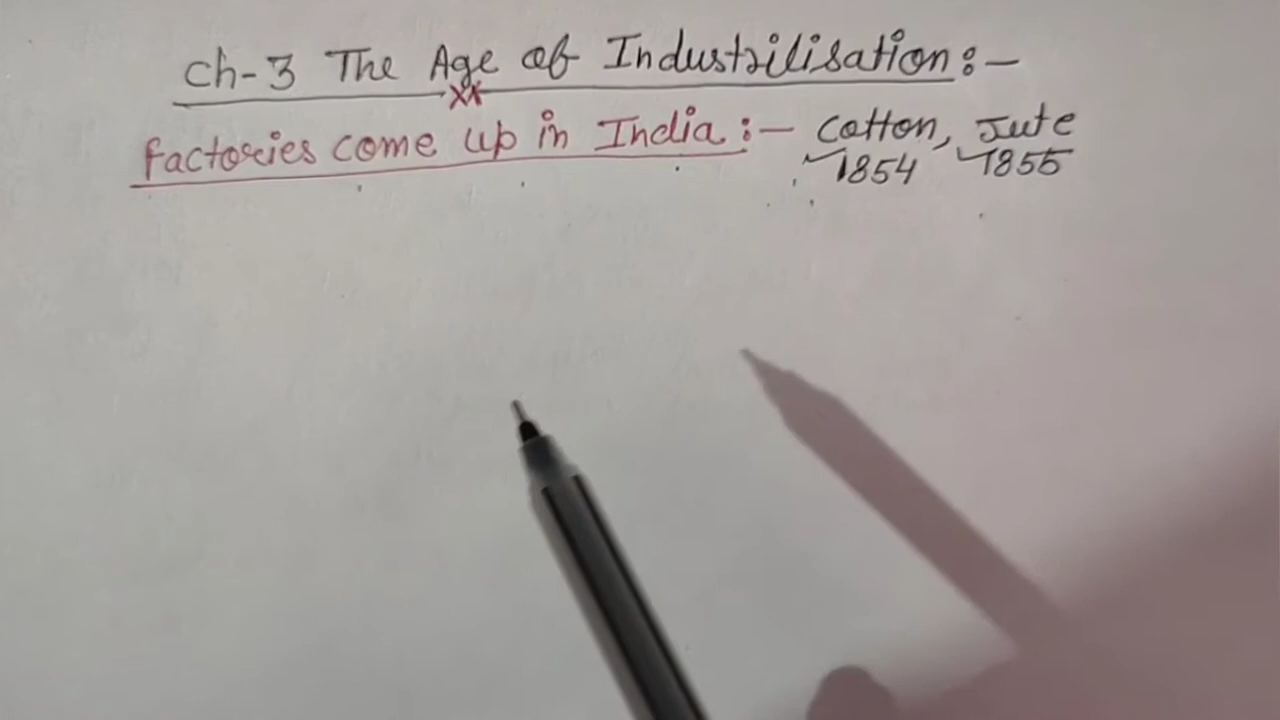 Ch-3 The Age of Industrilisation:-
factories come up in India:- Cotton, Jute
1854 1855